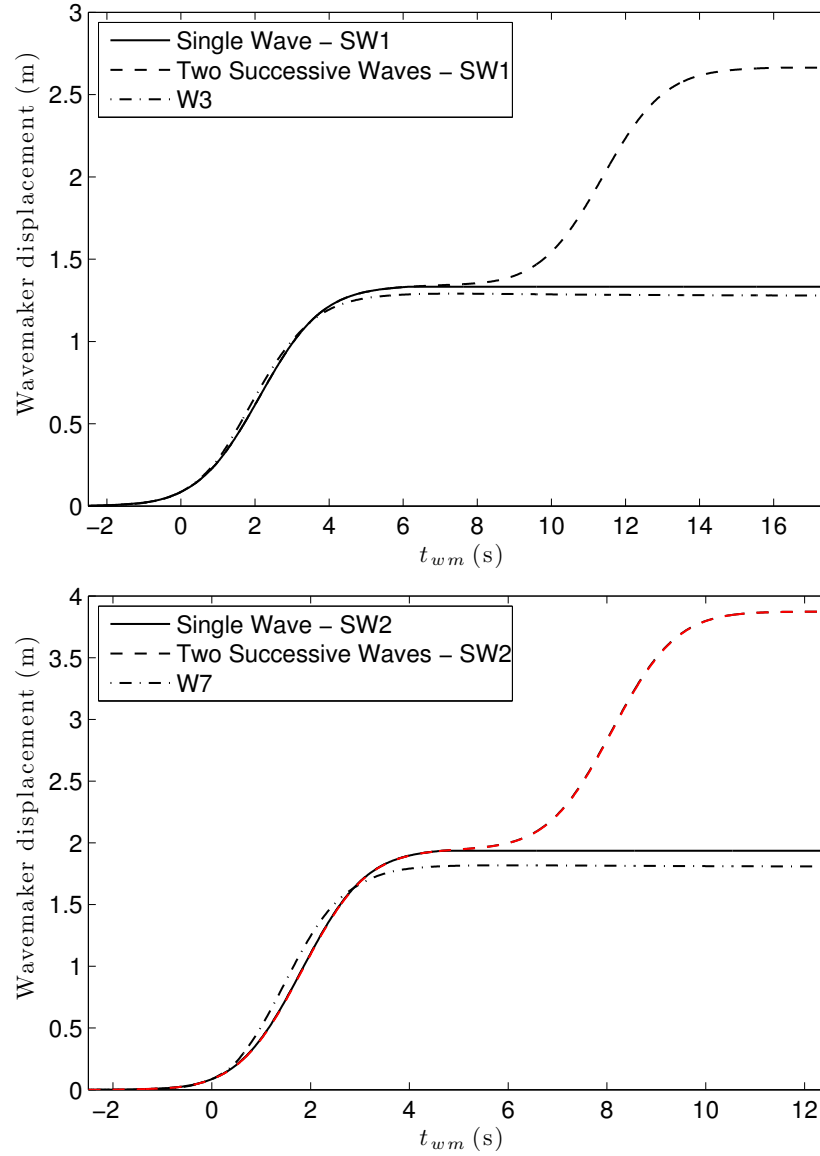 Single Wave – SW1
Two Successive Waves – SW1
W3
Wavemaker displacement (m)
3
2.5
2
1.5
1
0.5
0
−2 0 2 4 6 8 10 12 14 16
t_wm (s)
Single Wave – SW2
Two Successive Waves – SW2
W7
Wavemaker displacement (m)
4
3.5
3
2.5
2
1.5
1
0.5
0
−2 0 2 4 6 8 10 12
t_wm (s)